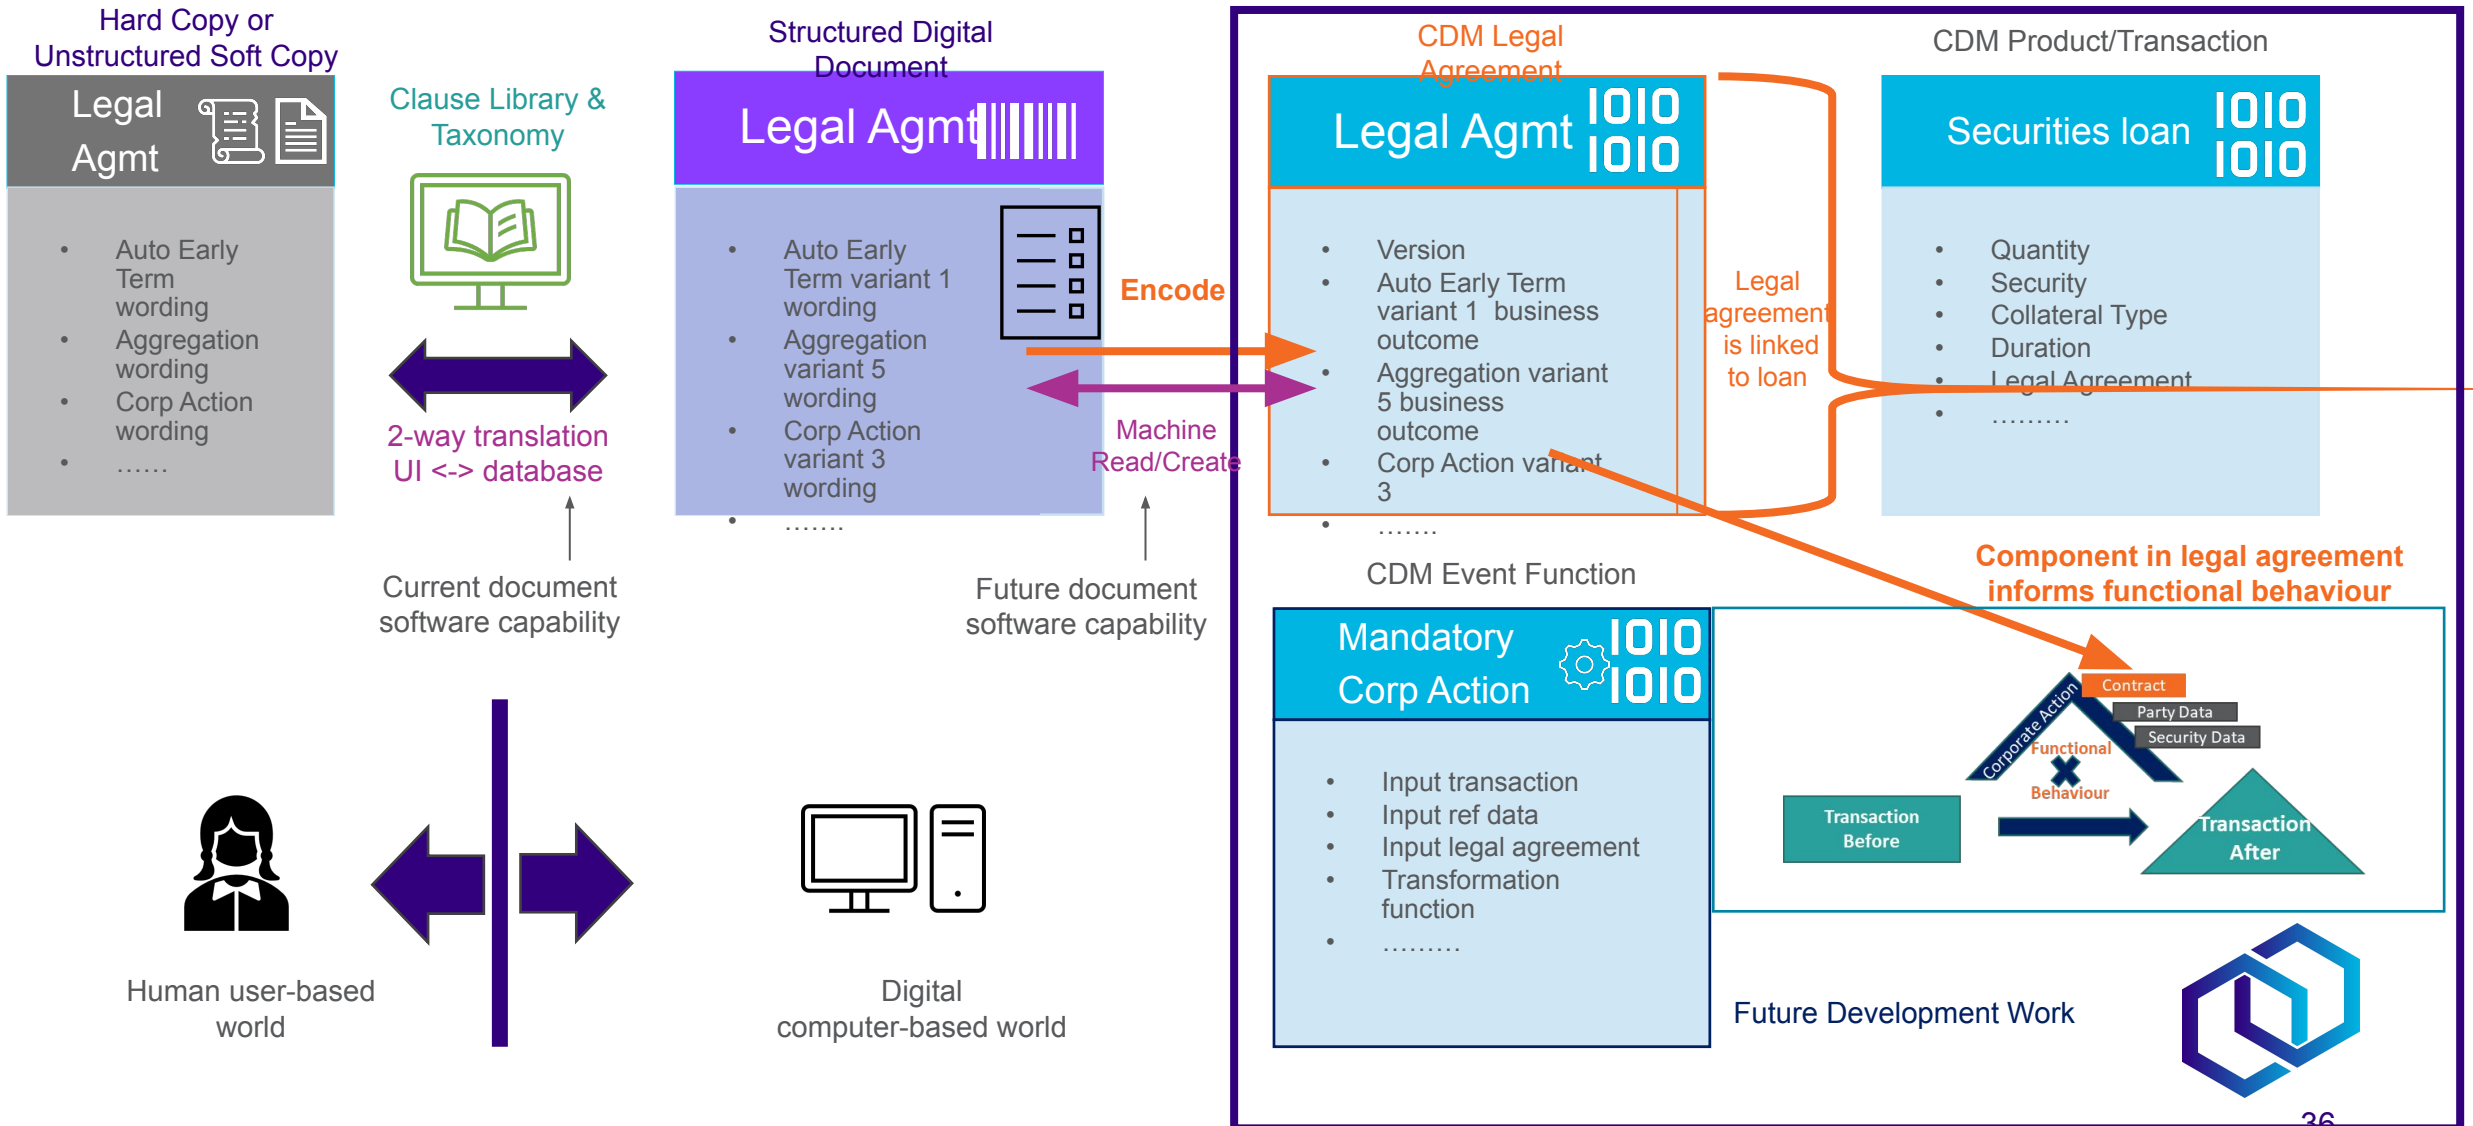 Hard Copy or
Unstructured Soft Copy
Legal
Agmt
• Auto Early
Term
wording
• Aggregation
wording
• Corp Action
wording
• ……
Clause Library &
Taxonomy
2-way translation
UI <-> database
Current document
software capability
Structured Digital
Document
Legal Agmt
• Auto Early
Term variant 1
wording
• Aggregation
variant 5
wording
• Corp Action
variant 3
wording
• …….
Encode
Machine
Read/Create
Future document
software capability
CDM Legal
Agreement
Legal Agmt
1010
1010
• Version
• Auto Early Term
variant 1 business
outcome
• Aggregation variant
5 business
outcome
• Corp Action variant
3
• …….
Legal
agreement
is linked
to loan
CDM Product/Transaction
Securities loan
1010
1010
• Quantity
• Security
• Collateral Type
• Duration
• Legal Agreement
• ………
Component in legal agreement
informs functional behaviour
CDM Event Function
Mandatory
Corp Action
1010
1010
• Input transaction
• Input ref data
• Input legal agreement
• Transformation
function
• ………
Contract
Party Data
Security Data
Corporate Action
Functional
Behaviour
Transaction
Before
Transaction
After
Human user-based
world
Digital
computer-based world
Future Development Work
36